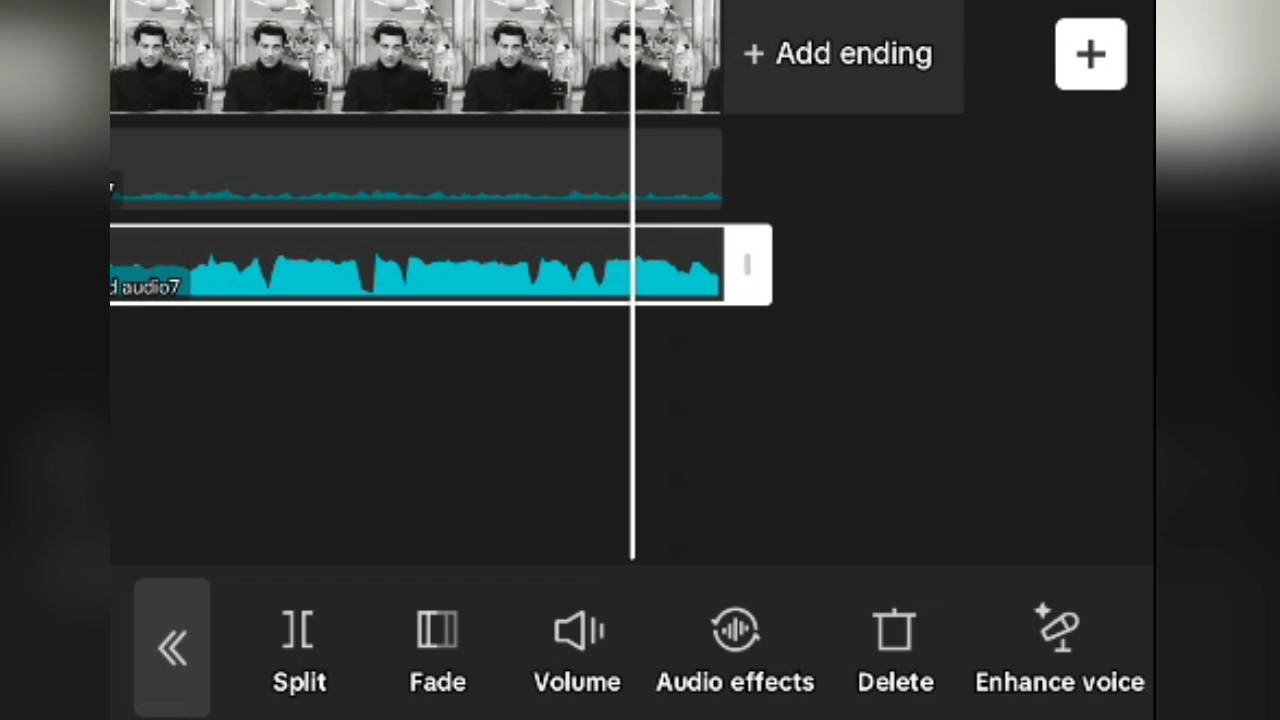 + Add ending
d audio7
Split
Fade
Volume
Audio effects
Delete
Enhance voice